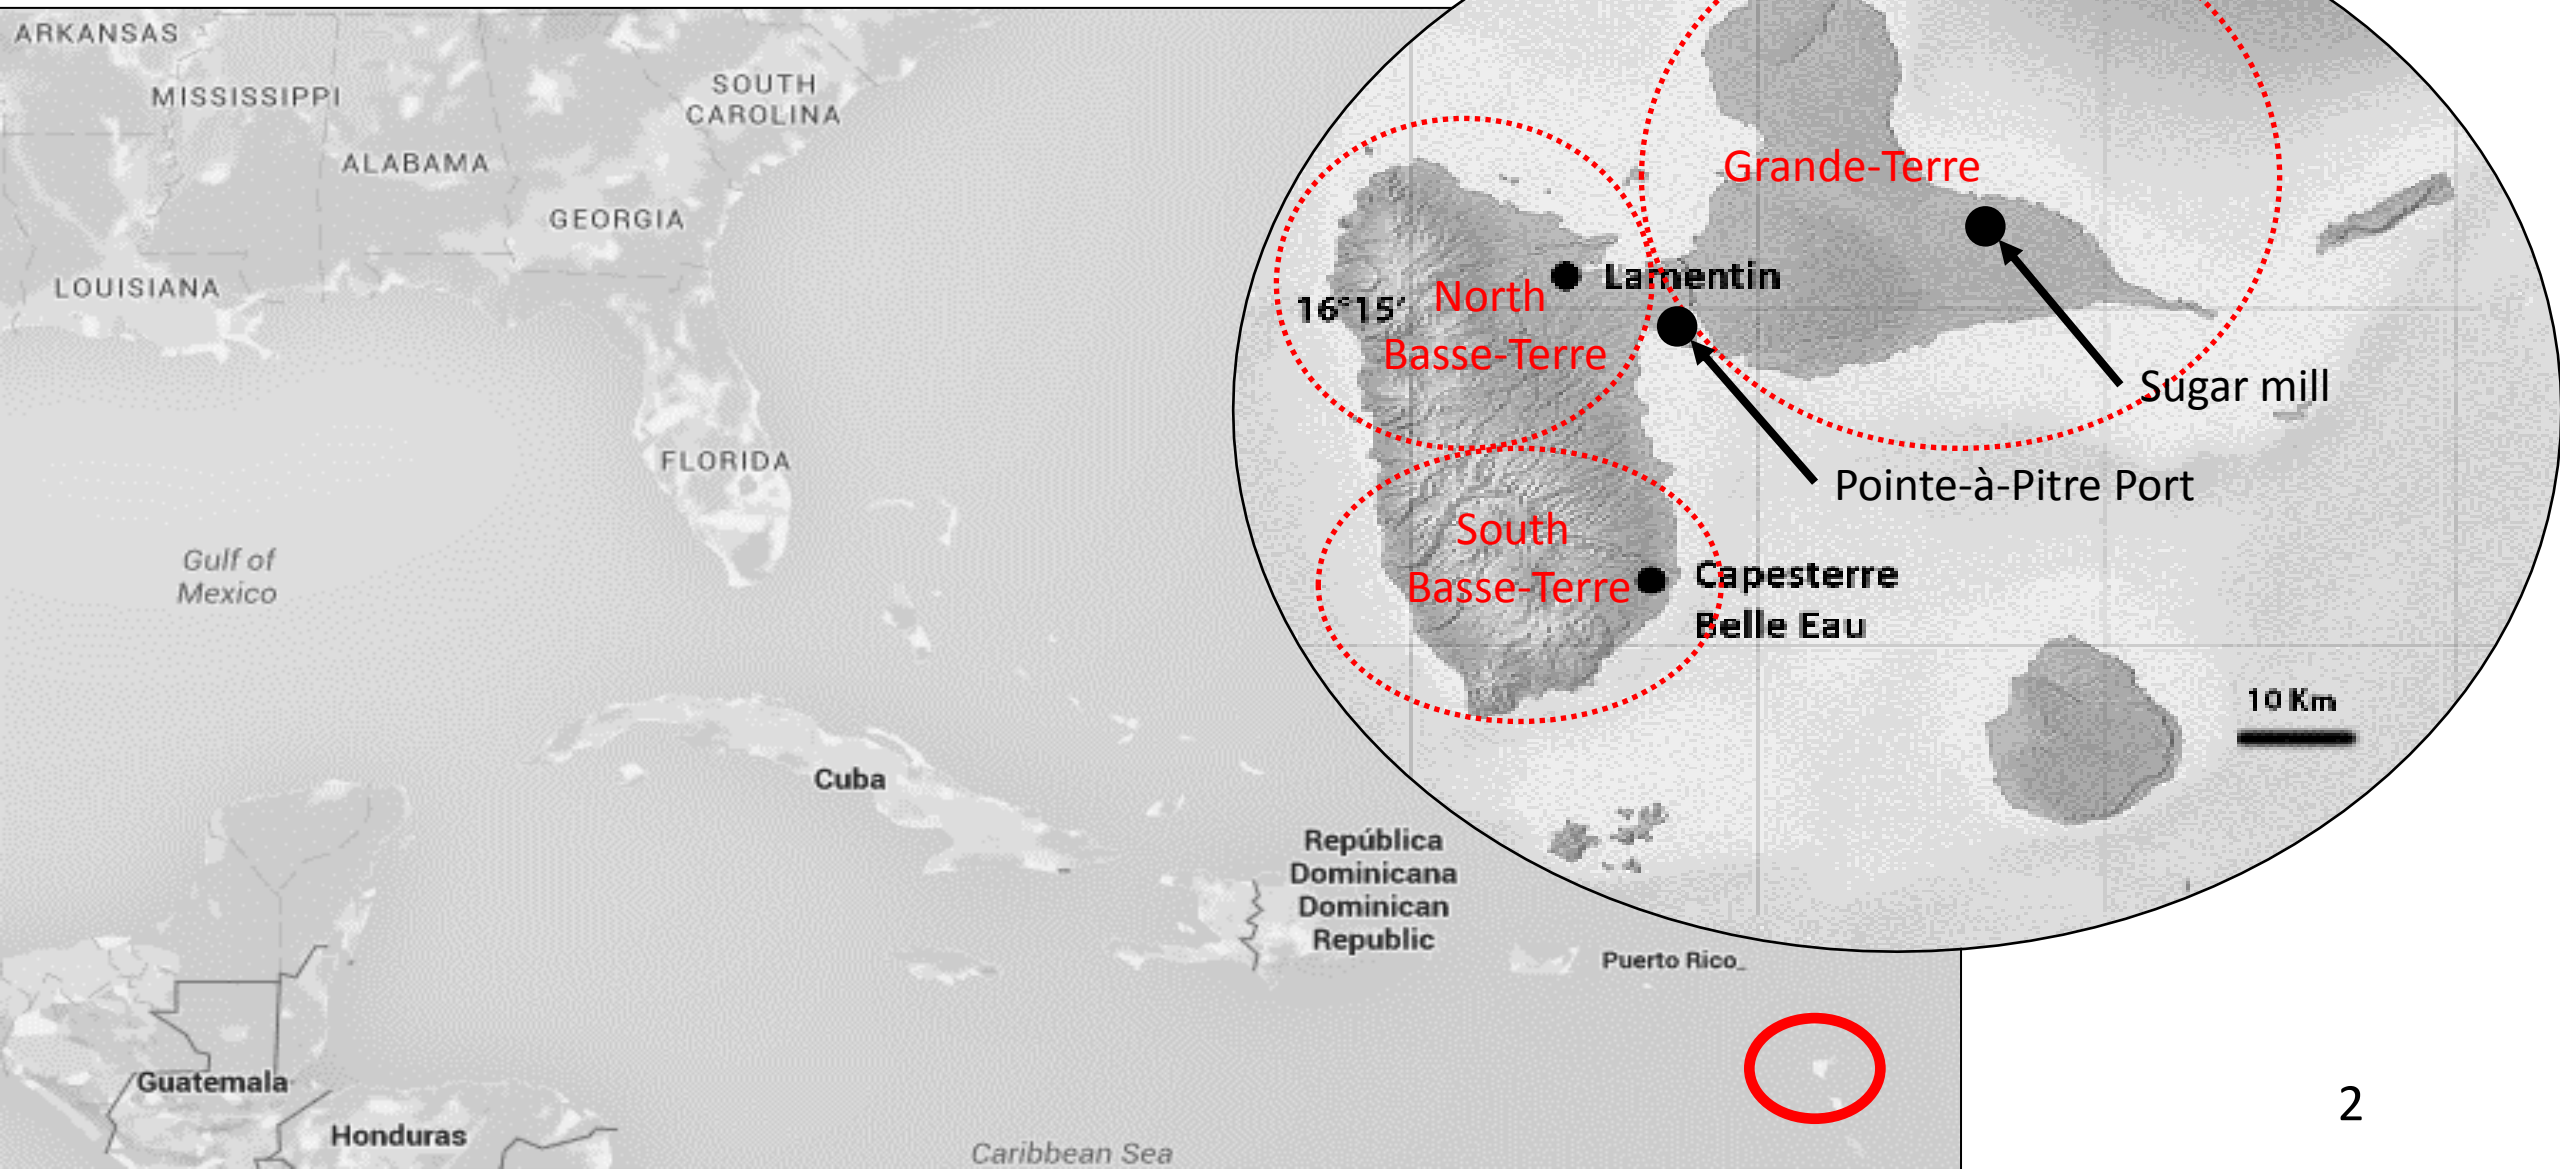 ARKANSAS
MISSISSIPPI
SOUTH
CAROLINA
ALABAMA
GEORGIA
LOUISIANA
FLORIDA
Gulf of
Mexico
Cuba
República
Dominicana
Dominican
Republic
Puerto Rico
Guatemala
Honduras
Caribbean Sea
Grande-Terre
Lamentin
16°15'
North
Basse-Terre
Sugar mill
Pointe-à-Pitre Port
South
Basse-Terre
Capesterre
Belle Eau
10 Km
2